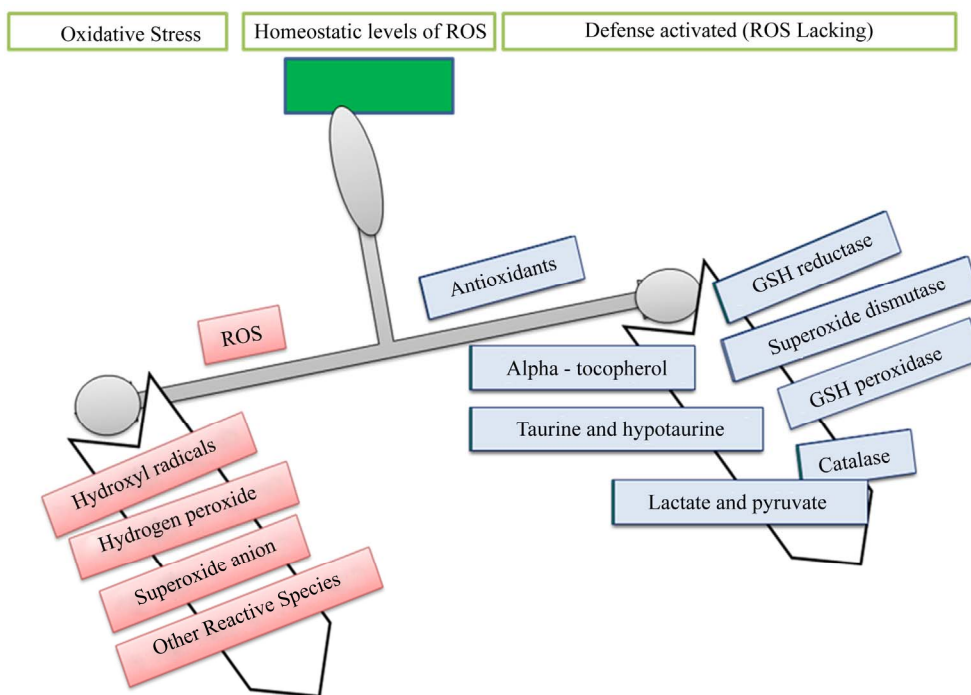 Oxidative Stress
Homeostatic levels of ROS
Defense activated (ROS Lacking)
ROS
Antioxidants
Hydroxyl radicals
Hydrogen peroxide
Superoxide anion
Other Reactive Species
GSH reductase
Superoxide dismutase
GSH peroxidase
Catalase
Alpha - tocopherol
Taurine and hypotaurine
Lactate and pyruvate